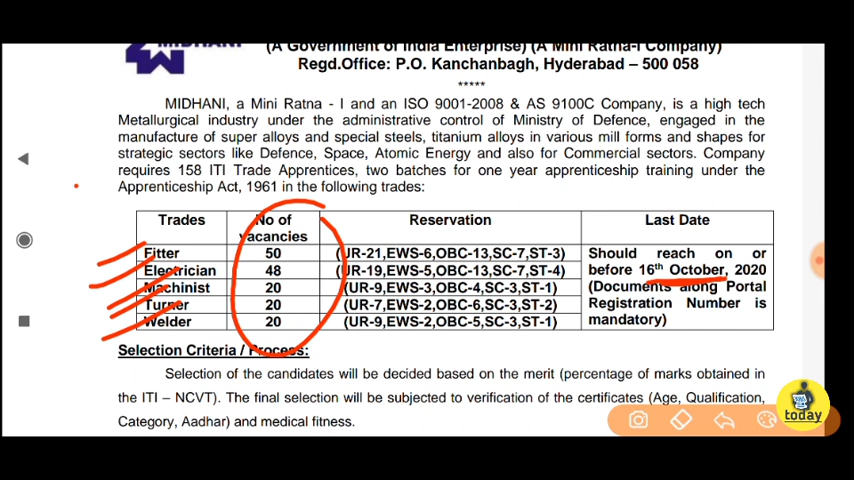 MIDHANI
(A Government of India Enterprise) (A Mini Ratna-I Company)
Regd.Office: P.O. Kanchanbagh, Hyderabad – 500 058
*****
MIDHANI, a Mini Ratna - I and an ISO 9001-2008 & AS 9100C Company, is a high tech
Metallurgical industry under the administrative control of Ministry of Defence, engaged in the
manufacture of super alloys and special steels, titanium alloys in various mill forms and shapes for
strategic sectors like Defence, Space, Atomic Energy and also for Commercial sectors. Company
requires 158 ITI Trade Apprentices, two batches for one year apprenticeship training under the
Apprenticeship Act, 1961 in the following trades:
Trades No of vacancies Reservation Last Date
Fitter 50 (UR-21,EWS-6,OBC-13,SC-7,ST-3)
Electrician 48 (UR-19,EWS-5,OBC-13,SC-7,ST-4)
Machinist 20 (UR-9,EWS-3,OBC-4,SC-3,ST-1)
Turner 20 (UR-7,EWS-2,OBC-6,SC-3,ST-2)
Welder 20 (UR-9,EWS-2,OBC-5,SC-3,ST-1)
Should reach on or
before 16th October, 2020
(Documents along Portal
Registration Number is
mandatory)
Selection Criteria / Process:
Selection of the candidates will be decided based on the merit (percentage of marks obtained in
the ITI – NCVT). The final selection will be subjected to verification of the certificates (Age, Qualification,
Category, Aadhar) and medical fitness.
today